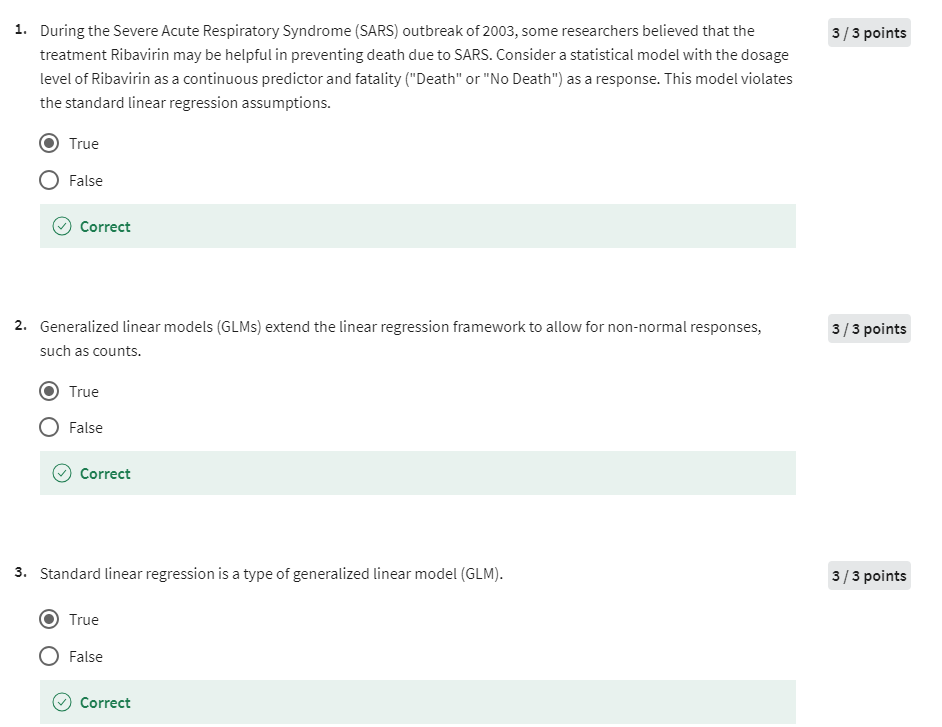 1. During the Severe Acute Respiratory Syndrome (SARS) outbreak of 2003, some researchers believed that the
3 / 3 points
treatment Ribavirin may be helpful in preventing death due to SARS. Consider a statistical model with the dosage
level of Ribavirin as a continuous predictor and fatality ("Death" or "No Death") as a response. This model violates
the standard linear regression assumptions.
True
False
Correct
2. Generalized linear models (GLMs) extend the linear regression framework to allow for non-normal responses,
3 / 3 points
such as counts.
True
False
Correct
3. Standard linear regression is a type of generalized linear model (GLM).
3 / 3 points
True
False
Correct